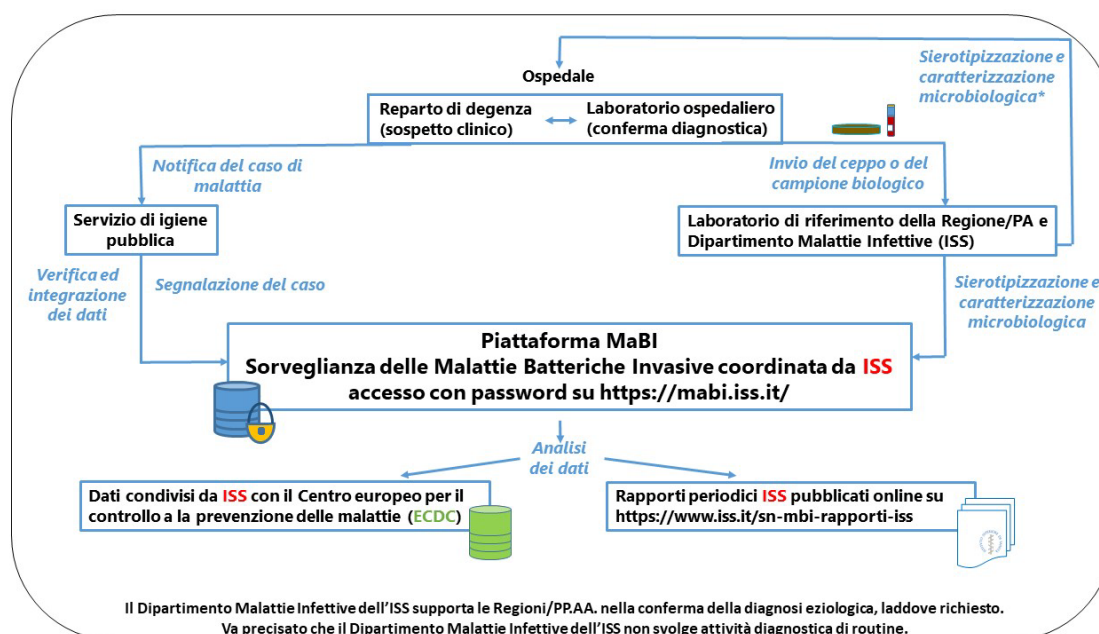 Ospedale
Sierotipizzazione e
caratterizzazione
microbiologica*
Reparto di degenza
(sospetto clinico)
Laboratorio ospedaliero
(conferma diagnostica)
Notifica del caso di
malattia
Invio del ceppo o del
campione biologico
Servizio di igiene
pubblica
Laboratorio di riferimento della Regione/PA e
Dipartimento Malattie Infettive (ISS)
Verifica ed
integrazione
dei dati
Segnalazione del caso
Sierotipizzazione e
caratterizzazione
microbiologica
Piattaforma MaBI
Sorveglianza delle Malattie Batteriche Invasive coordinata da ISS
accesso con password su https://mabi.iss.it/
Analisi
dei dati
Dati condivisi da ISS con il Centro europeo per il
controllo a la prevenzione delle malattie (ECDC)
Rapporti periodici ISS pubblicati online su
https://www.iss.it/sn-mbi-rapporti-iss
Il Dipartimento Malattie Infettive dell'ISS supporta le Regioni/PP.AA. nella conferma della diagnosi eziologica, laddove richiesto.
Va precisato che il Dipartimento Malattie Infettive dell'ISS non svolge attività diagnostica di routine.